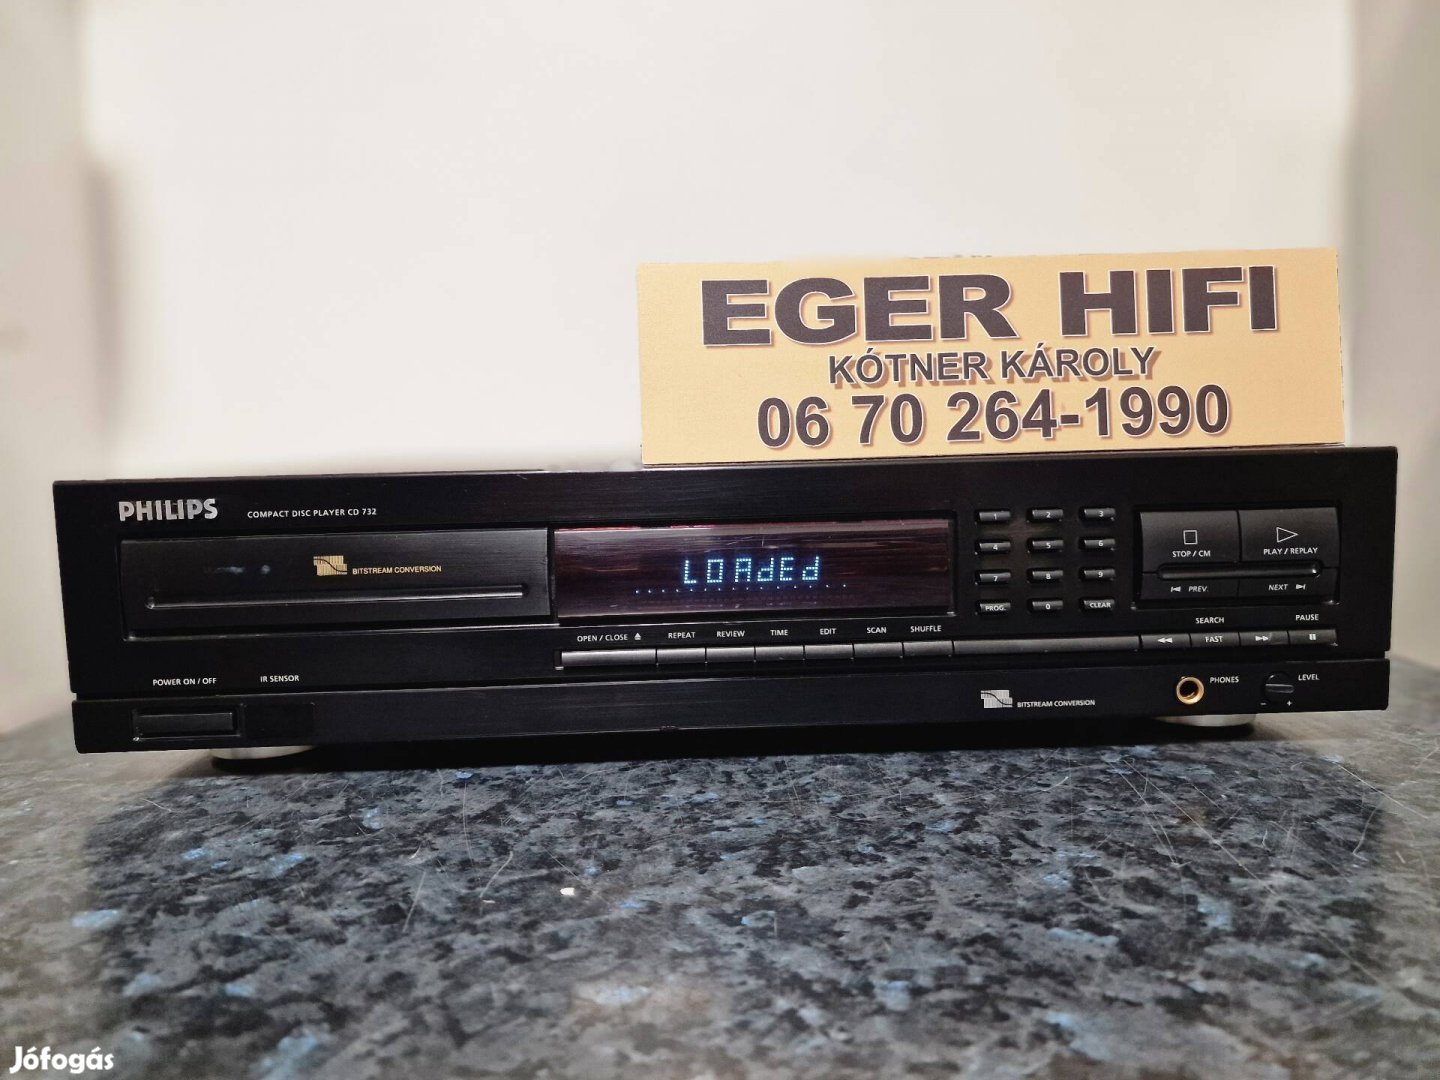 EGER HIFI
KÓTNER KÁROLY
06 70 264-1990
PHILIPS COMPACT DISC PLAYER CD 732
BITSTREAM CONVERSION
LOADED
1 2 3
4 5 6
7 8 9
PROG. 0 CLEAR
STOP / CM PLAY / REPLAY
PREV. NEXT
OPEN / CLOSE REPEAT REVIEW TIME EDIT SCAN SHUFFLE
SEARCH PAUSE
FAST
POWER ON / OFF IR SENSOR
BITSTREAM CONVERSION
PHONES LEVEL
- +
Jófogás